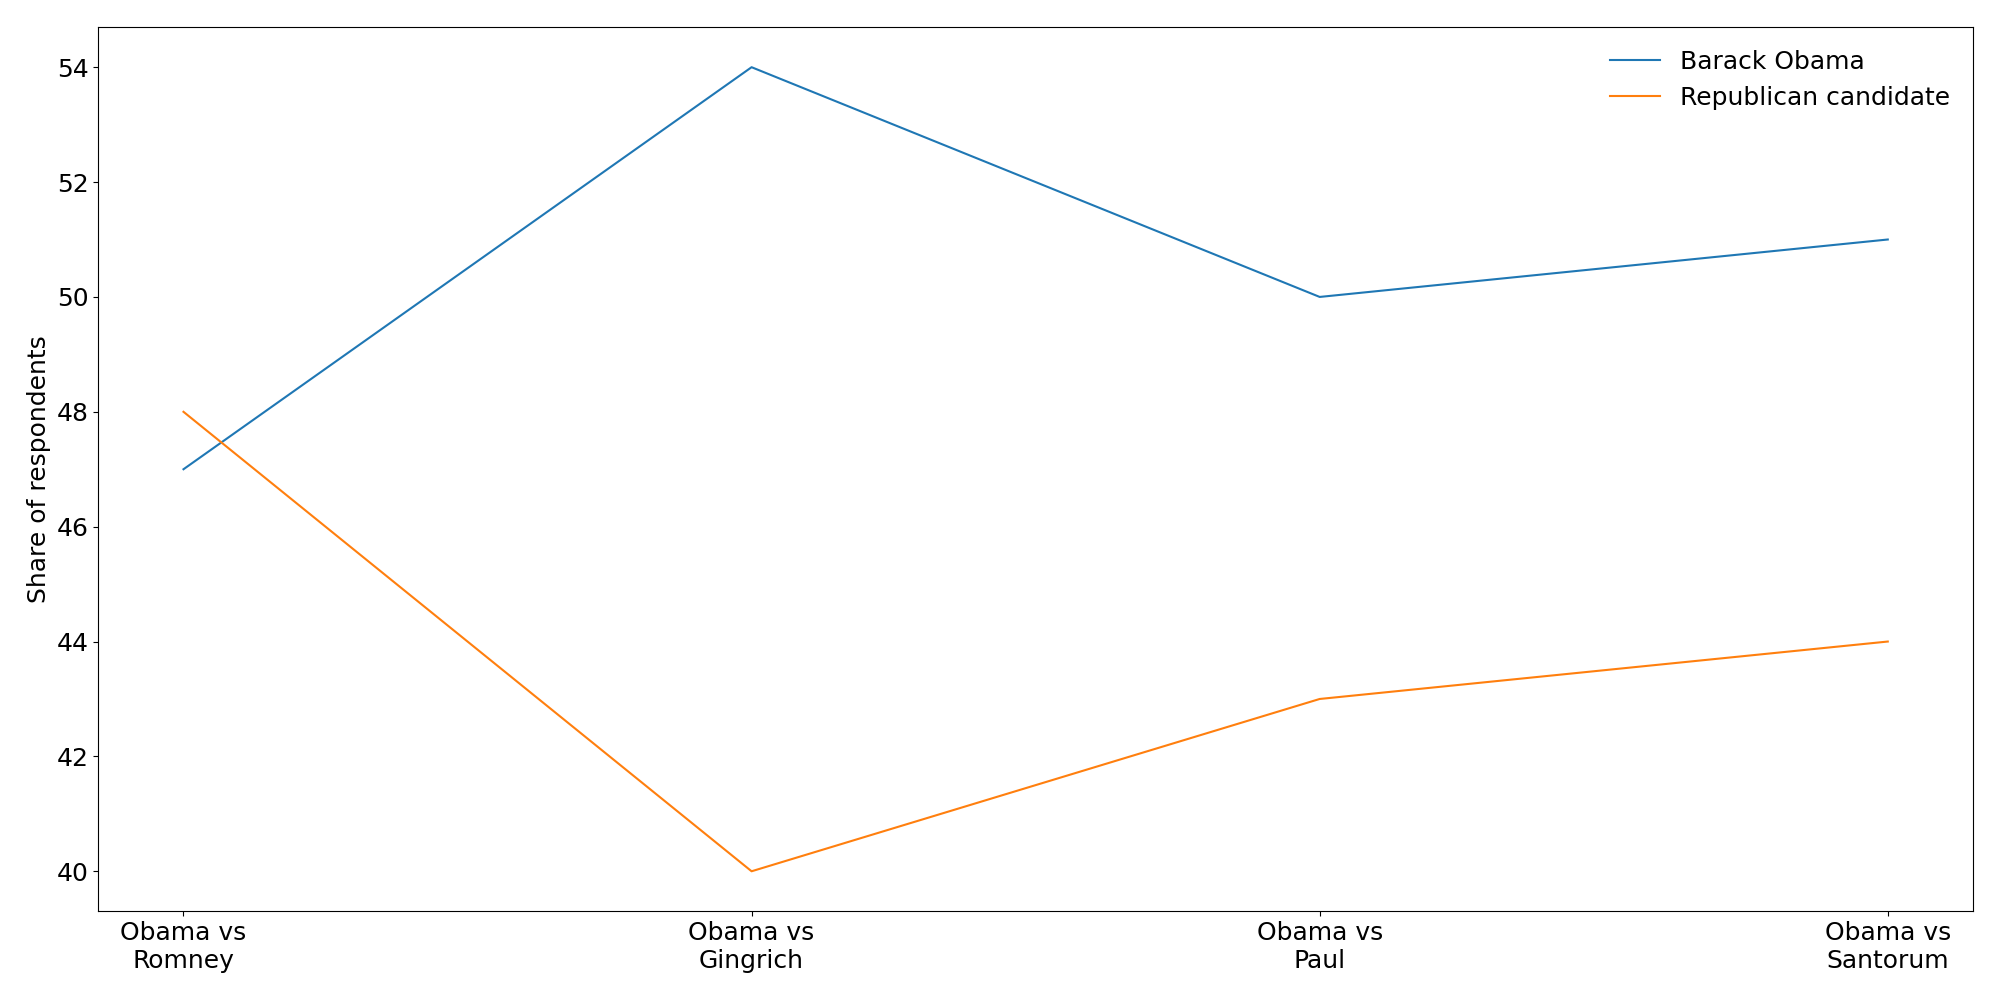 Barack Obama
Republican candidate
Share of respondents
54
52
50
48
46
44
42
40
Obama vs
Romney
Obama vs
Gingrich
Obama vs
Paul
Obama vs
Santorum